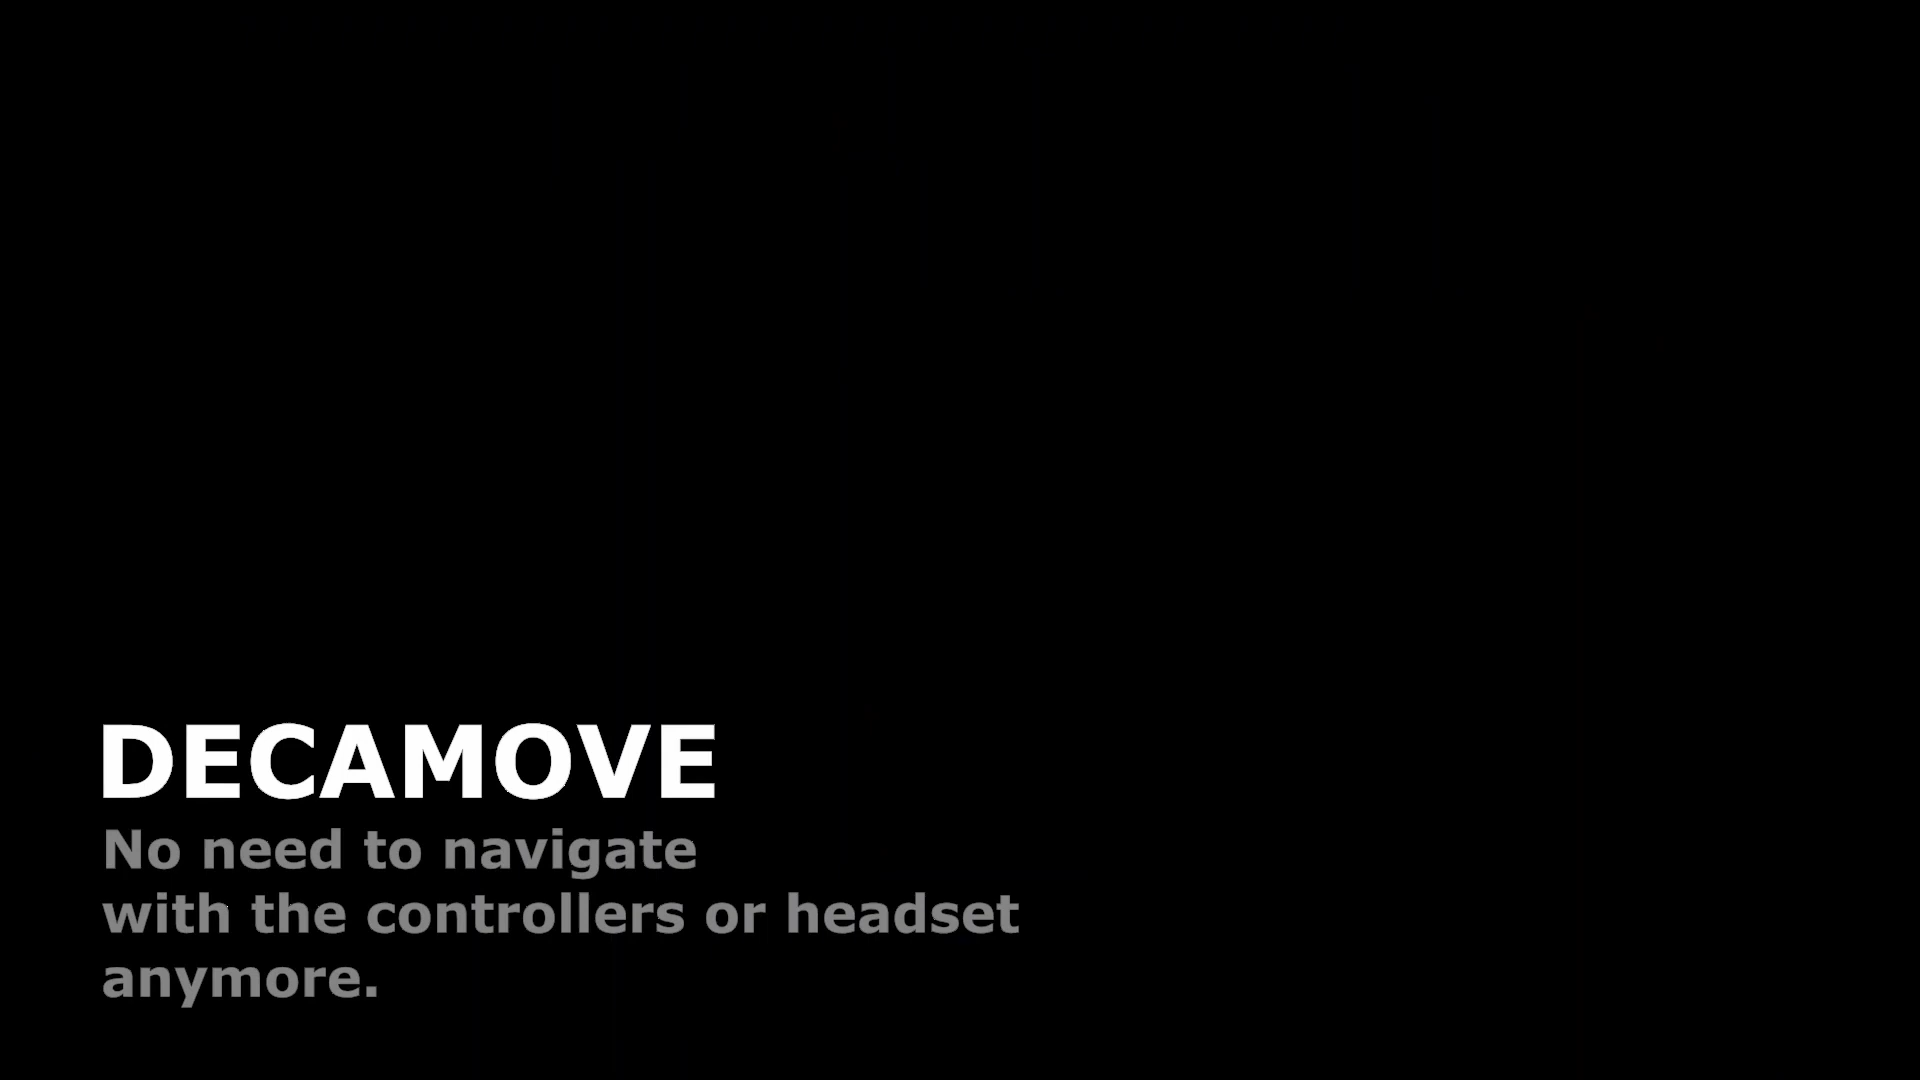 DECAMOVE
No need to navigate
with the controllers or headset
anymore.